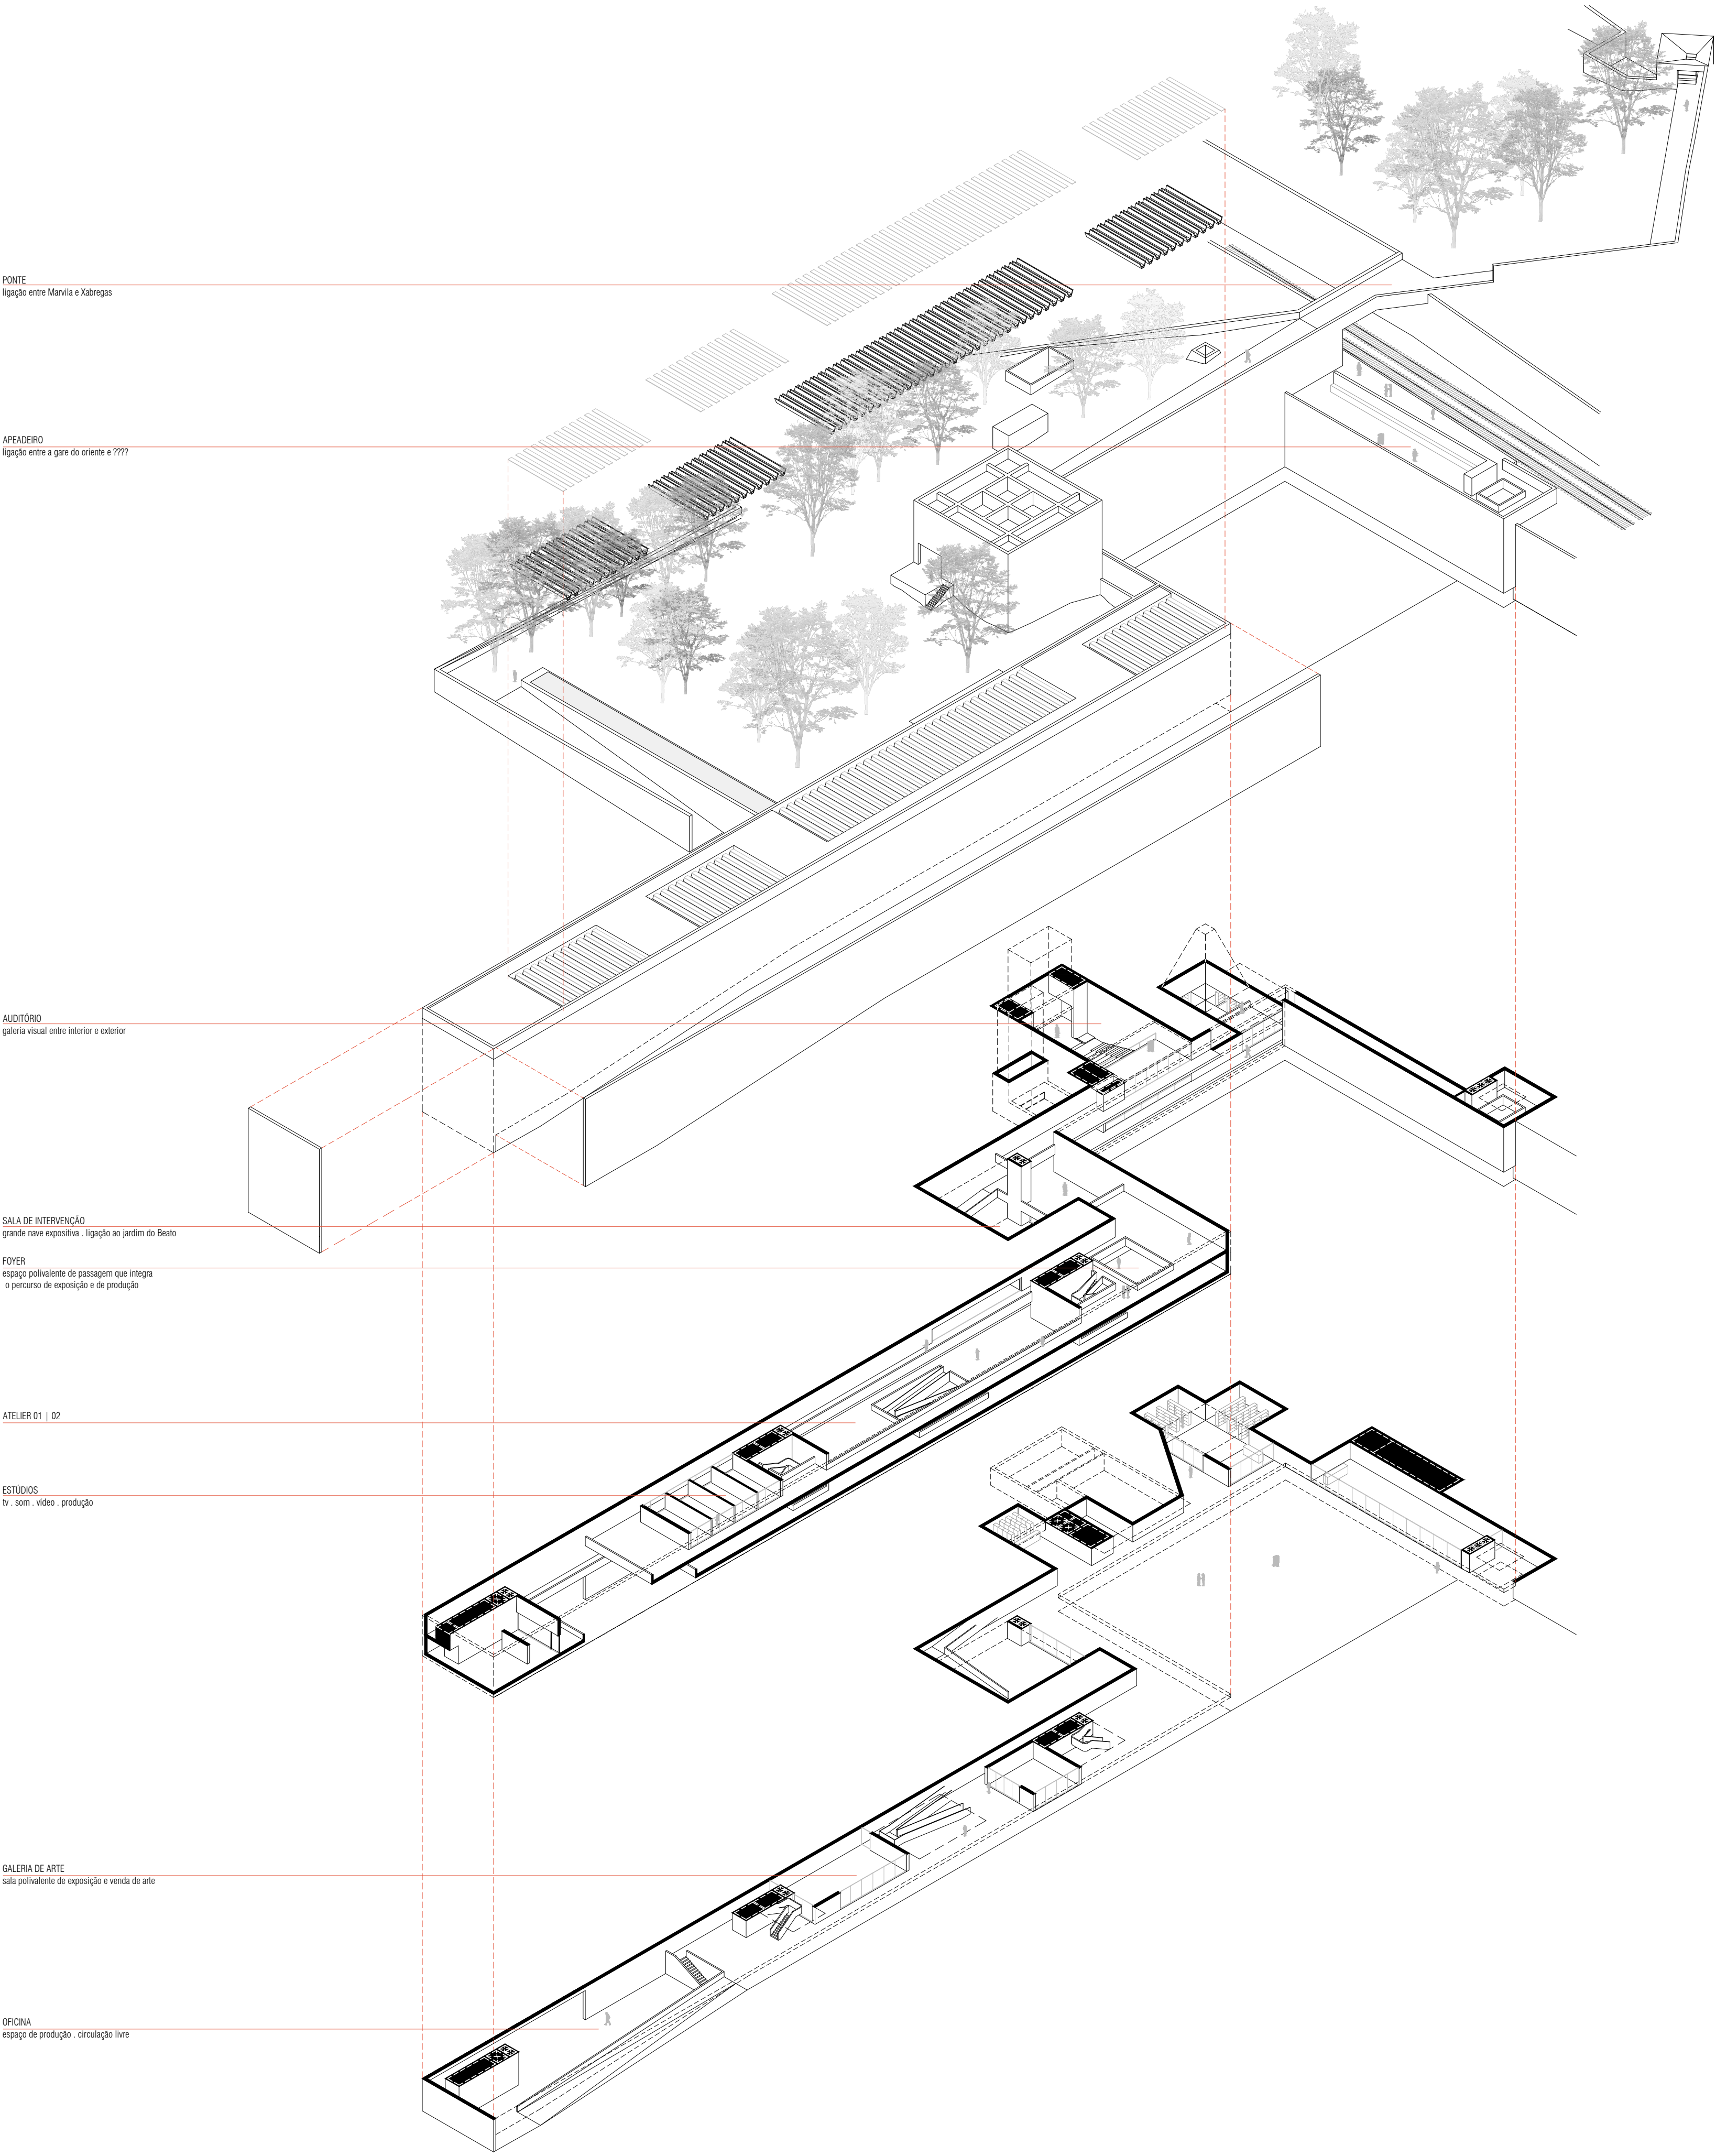 PONTE
ligação entre Marvila e Xabregas
APEADEIRO
ligação entre a gare do oriente e ????
AUDITÓRIO
galeria visual entre interior e exterior
SALA DE INTERVENÇÃO
grande nave expositiva . ligação ao jardim do Beato
FOYER
espaço polivalente de passagem que integra
o percurso de exposição e de produção
ATELIER 01 | 02
ESTÚDIOS
tv . som . vídeo . produção
GALERIA DE ARTE
sala polivalente de exposição e venda de arte
OFICINA
espaço de produção . circulação livre